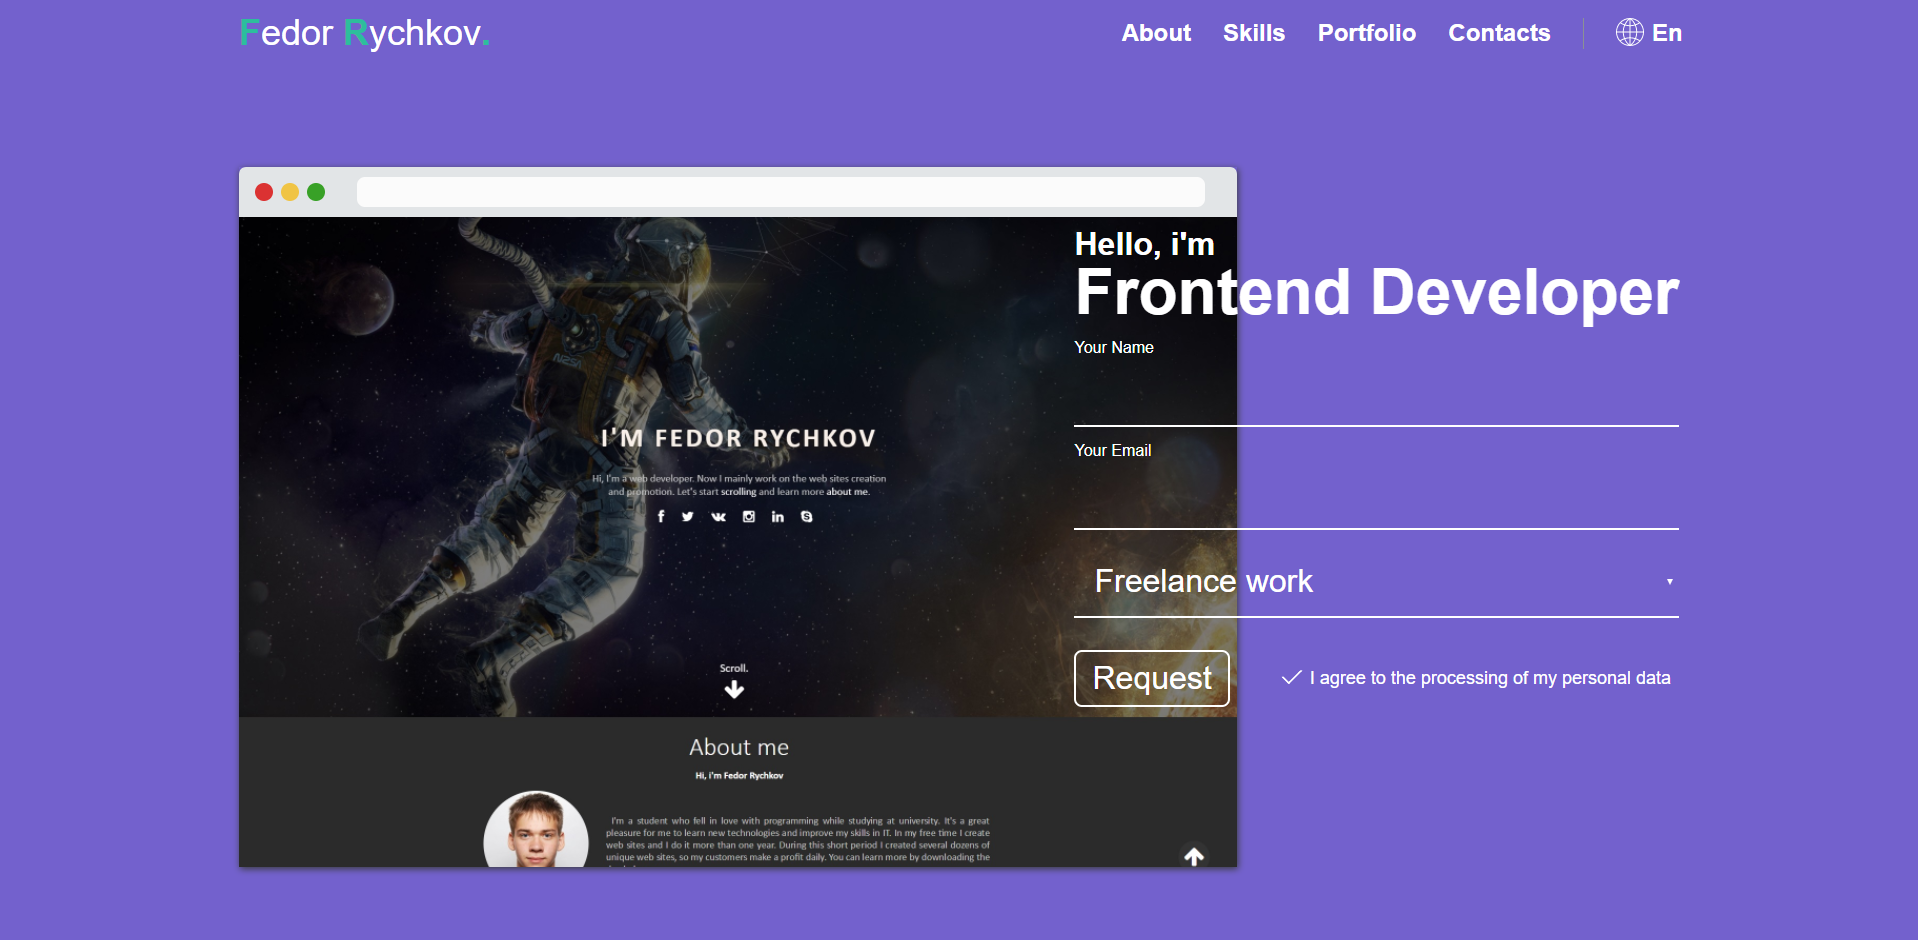 Fedor Rychkov.
About Skills Portfolio Contacts En
Hello, i'm
Frontend Developer
Your Name
Your Email
Freelance work
Request
I agree to the processing of my personal data
I'M FEDOR RYCHKOV
Hi, I'm a web developer. Now I mainly work on the web sites creation
and promotion. Let's start scrolling and learn more about me.
Scroll.
About me
Hi, i'm Fedor Rychkov
I'm a student who fell in love with programming while studying at university. It's a great
pleasure for me to learn new technologies and improve my skills in IT. In my free time I create
web sites and I do it more than one year. During this short period I created several dozens of
unique web sites, so my customers make a profit daily. You can learn more by downloading the